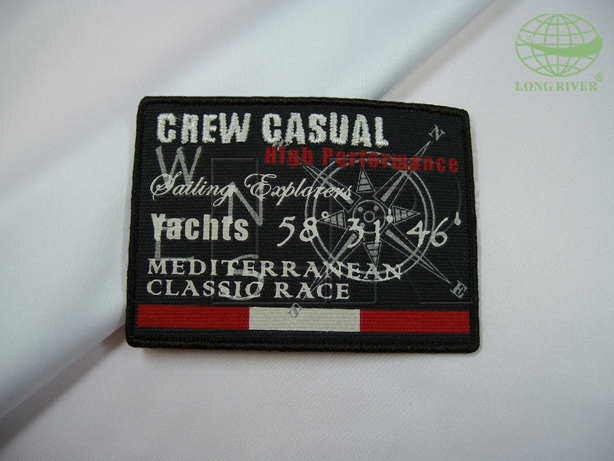 LONG RIVER®
CREW CASUAL
High Performance
Sailing Explorers
Yachts 58° 31' 46'
MEDITERRANEAN
CLASSIC RACE
W
N
S
N
E
S